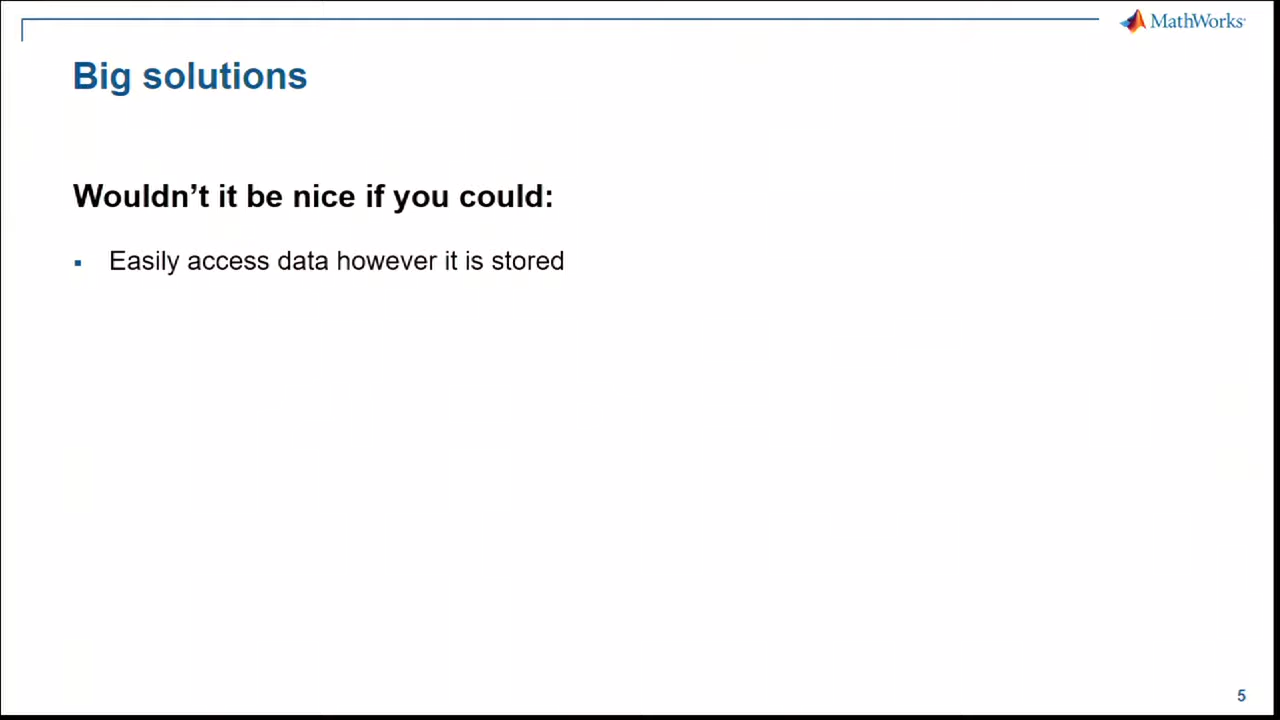 MathWorks
Big solutions
Wouldn’t it be nice if you could:
▪ Easily access data however it is stored
5